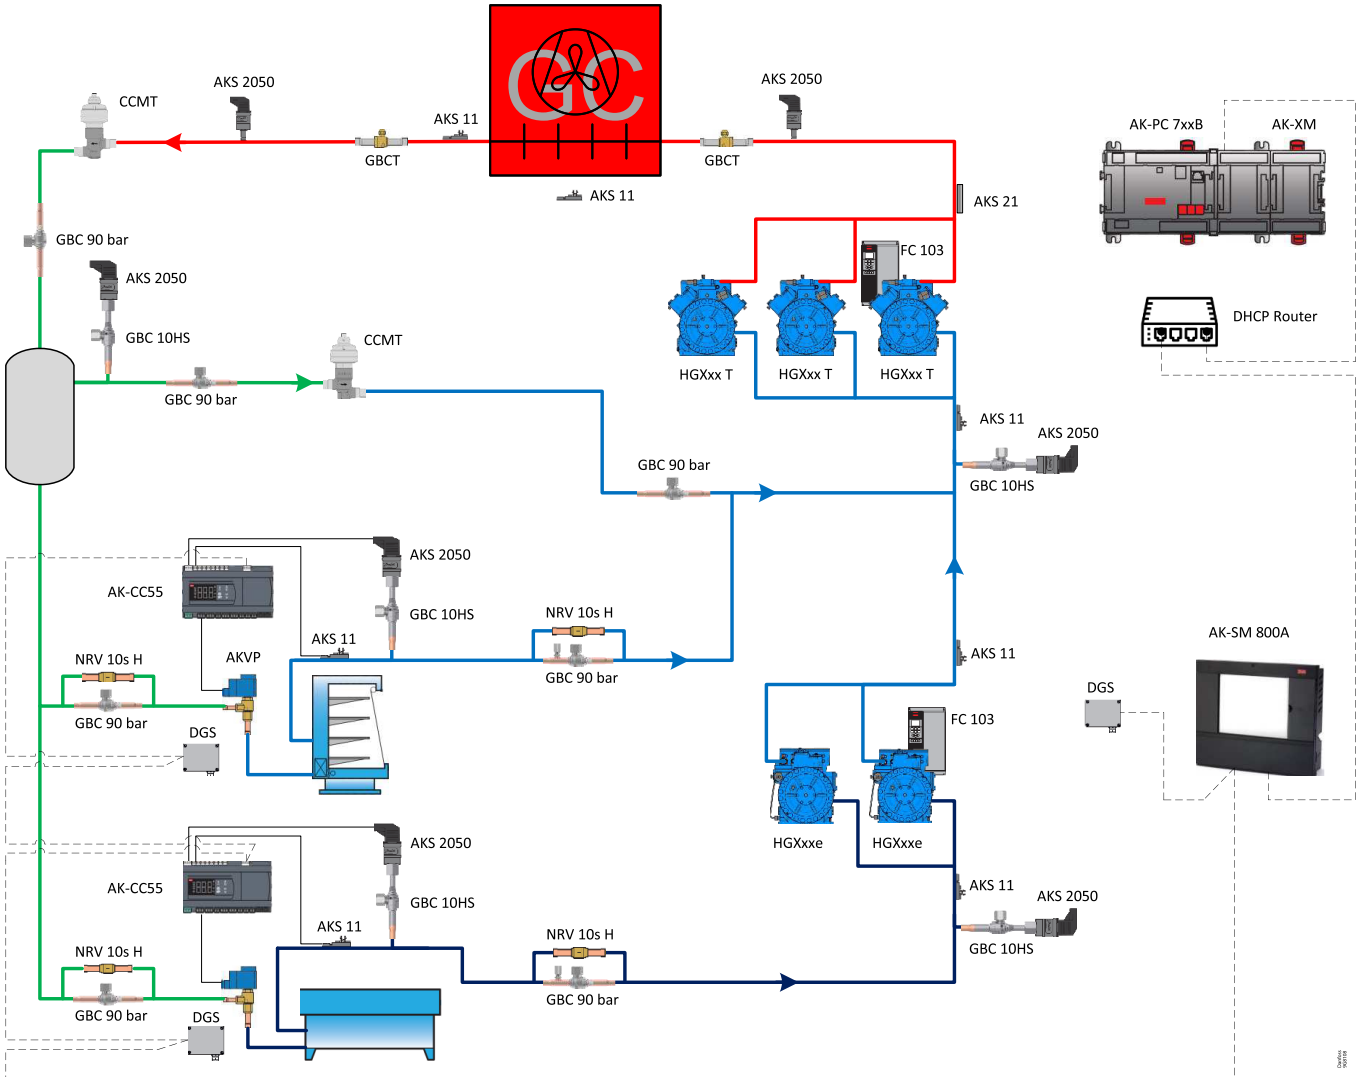 AKS 2050
CCMT
AKS 11
GBCT
GC
GBCT
AKS 2050
AKS 11
AK-PC 7xxB
AK-XM
AKS 21
GBC 90 bar
AKS 2050
GBC 10HS
FC 103
DHCP Router
CCMT
GBC 90 bar
HGXxx T
HGXxx T
HGXxx T
AKS 11
AKS 2050
GBC 10HS
GBC 90 bar
AKS 2050
AK-CC55
GBC 10HS
NRV 10s H
AKS 11
GBC 90 bar
AKVP
NRV 10s H
GBC 90 bar
DGS
AKS 11
AK-SM 800A
DGS
FC 103
HGXxxe
HGXxxe
AKS 2050
AK-CC55
GBC 10HS
AKS 11
NRV 10s H
GBC 90 bar
AKS 11
AKS 2050
GBC 10HS
NRV 10s H
GBC 90 bar
DGS
Danfoss